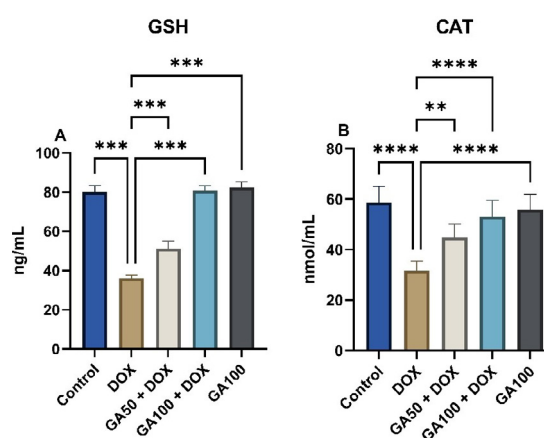 GSH
***
***
A
***
***
100
80
60
40
20
0
ng/mL
Control
DOX
GA50 + DOX
GA100 + DOX
GA100
CAT
****
**
B
****
****
80
60
40
20
0
nmol/mL
Control
DOX
GA50 + DOX
GA100 + DOX
GA100